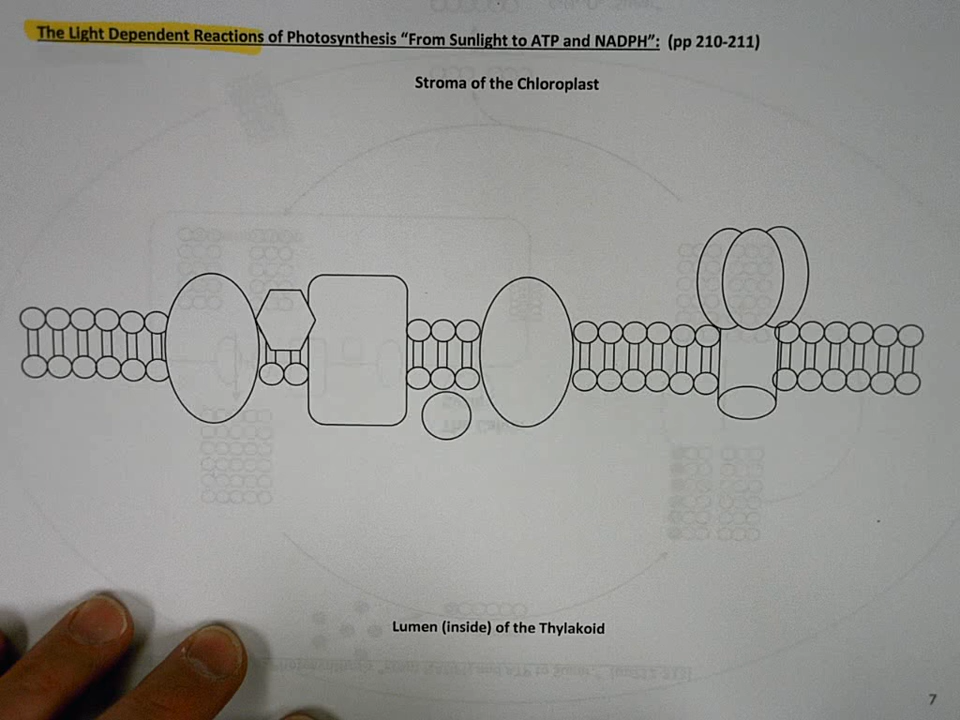 The Light Dependent Reactions of Photosynthesis “From Sunlight to ATP and NADPH”: (pp 210-211)
Stroma of the Chloroplast
Lumen (inside) of the Thylakoid
7